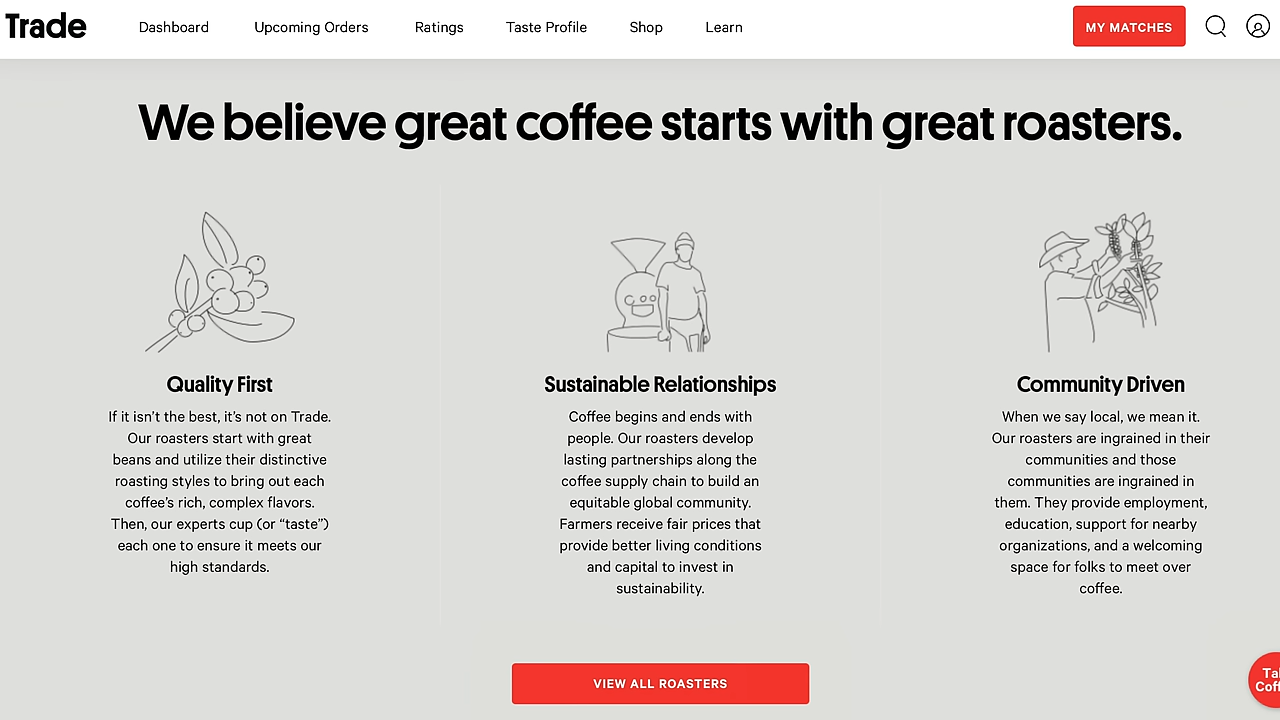 Trade
Dashboard
Upcoming Orders
Ratings
Taste Profile
Shop
Learn
MY MATCHES
We believe great coffee starts with great roasters.
Quality First
If it isn’t the best, it’s not on Trade.
Our roasters start with great
beans and utilize their distinctive
roasting styles to bring out each
coffee’s rich, complex flavors.
Then, our experts cup (or “taste”)
each one to ensure it meets our
high standards.
Sustainable Relationships
Coffee begins and ends with
people. Our roasters develop
lasting partnerships along the
coffee supply chain to build an
equitable global community.
Farmers receive fair prices that
provide better living conditions
and capital to invest in
sustainability.
Community Driven
When we say local, we mean it.
Our roasters are ingrained in their
communities and those
communities are ingrained in
them. They provide employment,
education, support for nearby
organizations, and a welcoming
space for folks to meet over
coffee.
VIEW ALL ROASTERS